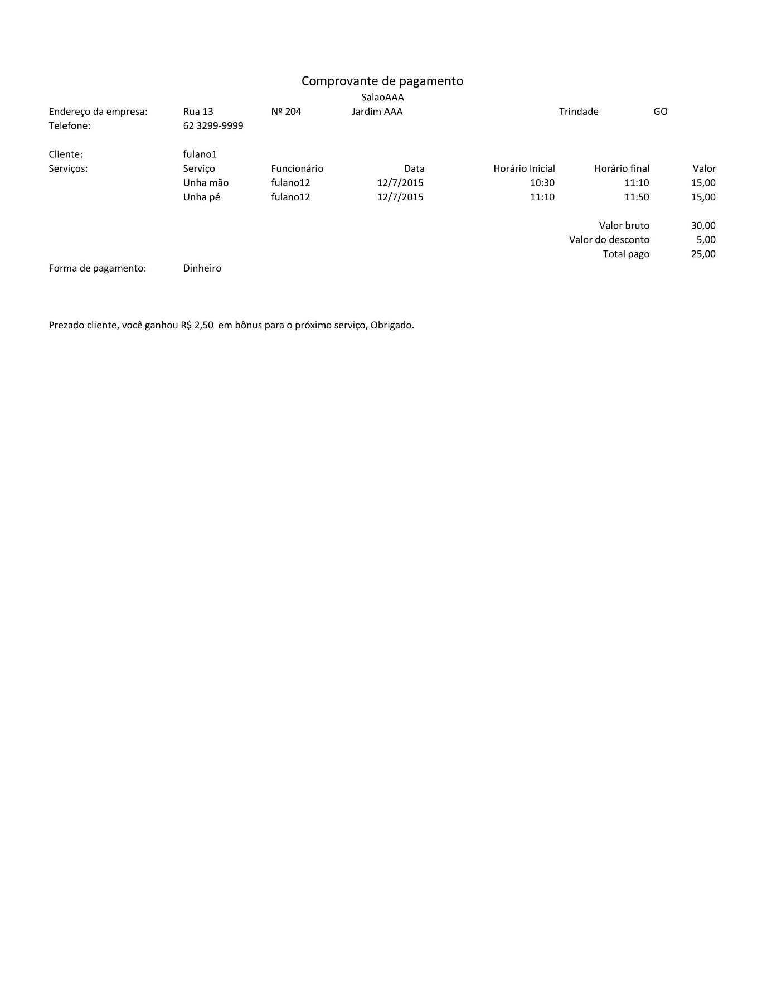 Comprovante de pagamento
SalaoAAA
Endereço da empresa: Rua 13 Nº 204 Jardim AAA Trindade GO
Telefone: 62 3299-9999
Cliente: fulano1
Serviços: Serviço Funcionário Data Horário Inicial Horário final Valor
Unha mão fulano12 12/7/2015 10:30 11:10 15,00
Unha pé fulano12 12/7/2015 11:10 11:50 15,00
Valor bruto 30,00
Valor do desconto 5,00
Total pago 25,00
Forma de pagamento: Dinheiro
Prezado cliente, você ganhou R$ 2,50  em bônus para o próximo serviço, Obrigado.